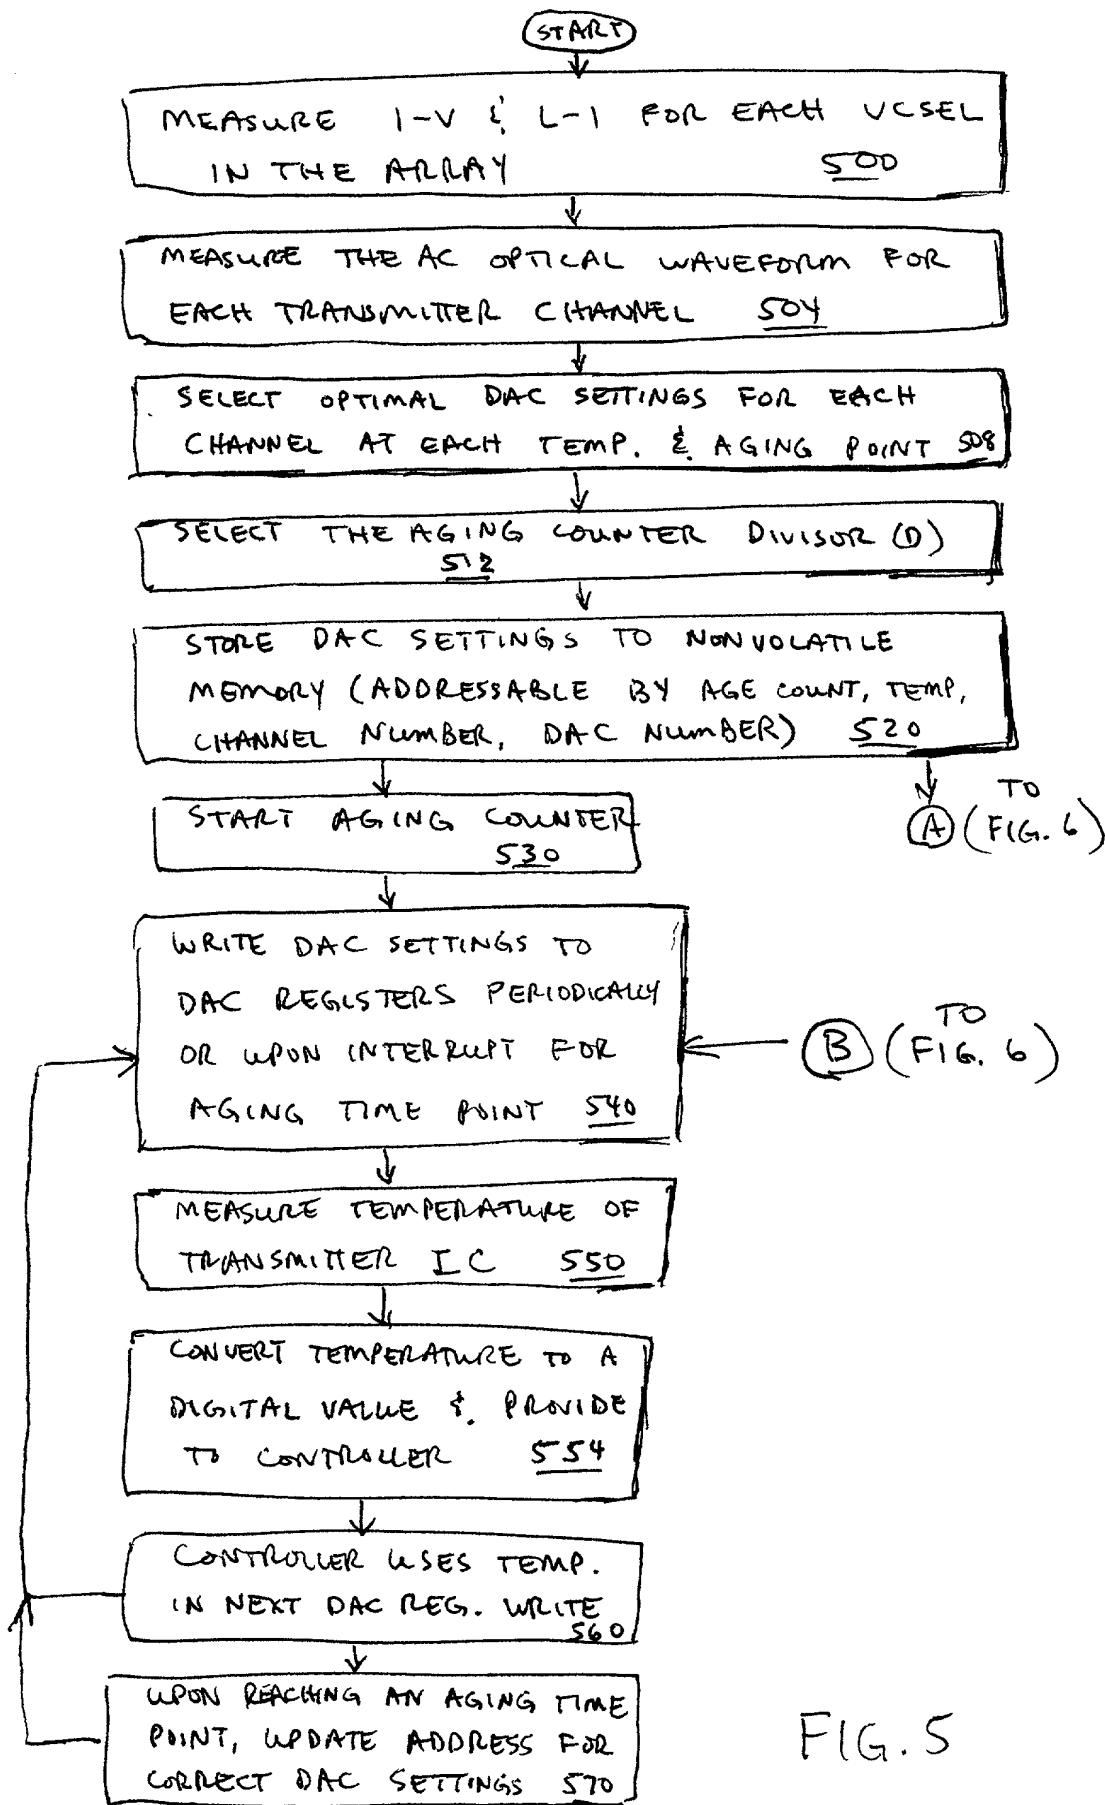 START
MEASURE I-V & L-I FOR EACH VCSEL
IN THE ARRAY 500
MEASURE THE AC OPTICAL WAVEFORM FOR
EACH TRANSMITTER CHANNEL 504
SELECT OPTIMAL DAC SETTINGS FOR EACH
CHANNEL AT EACH TEMP. & AGING POINT 508
SELECT THE AGING COUNTER DIVISOR (D)
512
STORE DAC SETTINGS TO NONVOLATILE
MEMORY (ADDRESSABLE BY AGE COUNT, TEMP,
CHANNEL NUMBER, DAC NUMBER) 520
A (TO
FIG. 6)
START AGING COUNTER
530
WRITE DAC SETTINGS TO
DAC REGISTERS PERIODICALLY
OR UPON INTERRUPT FOR
AGING TIME POINT 540
B (TO
FIG. 6)
MEASURE TEMPERATURE OF
TRANSMITTER IC 550
CONVERT TEMPERATURE TO A
DIGITAL VALUE & PROVIDE
TO CONTROLLER 554
CONTROLLER USES TEMP.
IN NEXT DAC REG. WRITE
560
UPON REACHING AN AGING TIME
POINT, UPDATE ADDRESS FOR
CORRECT DAC SETTINGS 570
FIG. 5